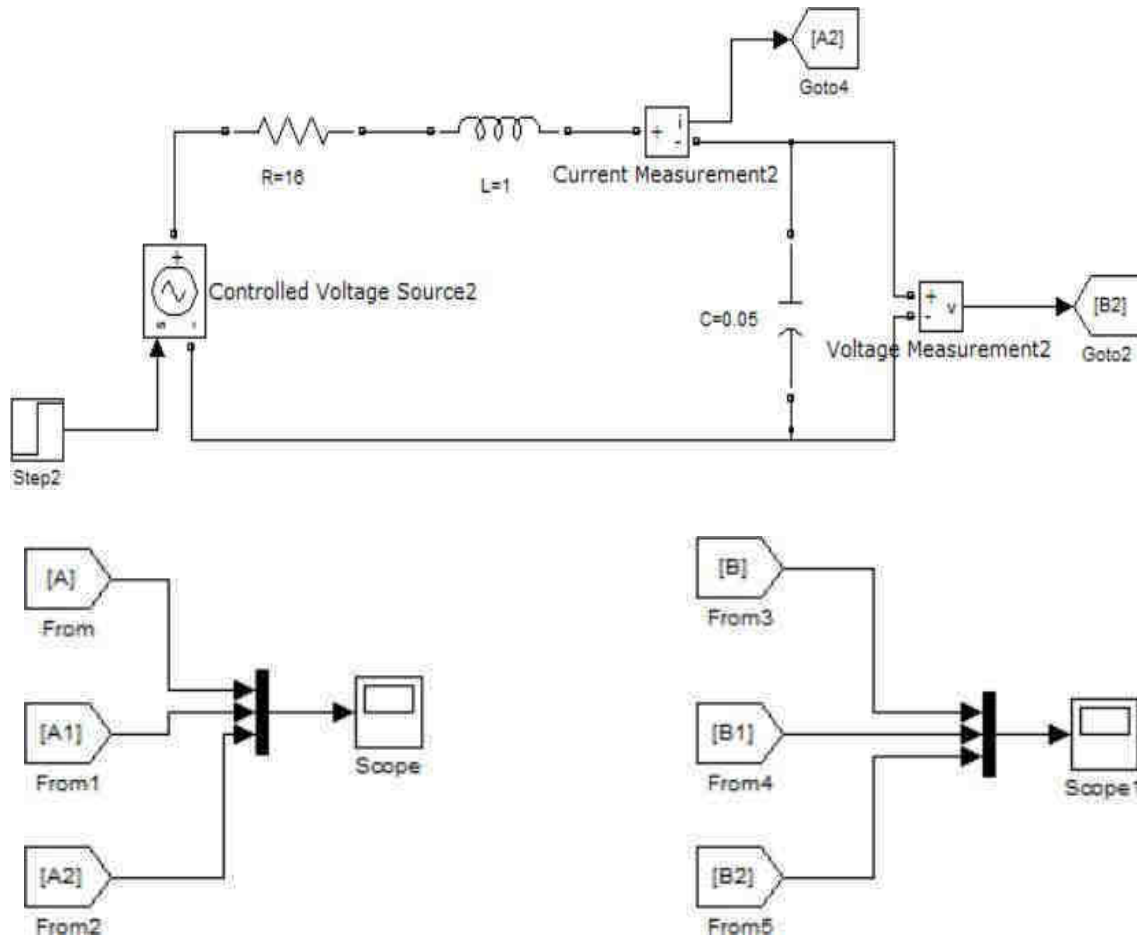 [A2]
Goto4
+
i
-
R=16
L=1
Current Measurement2
+
Controlled Voltage Source2
s
-
C=0.05
+
-
v
Voltage Measurement2
[B2]
Goto2
Step2
[A]
From
[B]
From3
[A1]
From1
Scope
[B1]
From4
Scope1
[A2]
From2
[B2]
From5